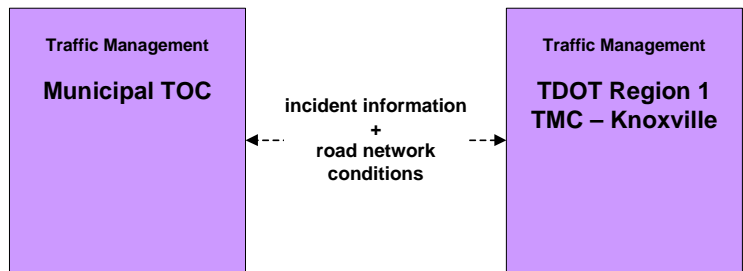 Traffic Management
Municipal TOC
incident information
+
road network
conditions
Traffic Management
TDOT Region 1
TMC – Knoxville